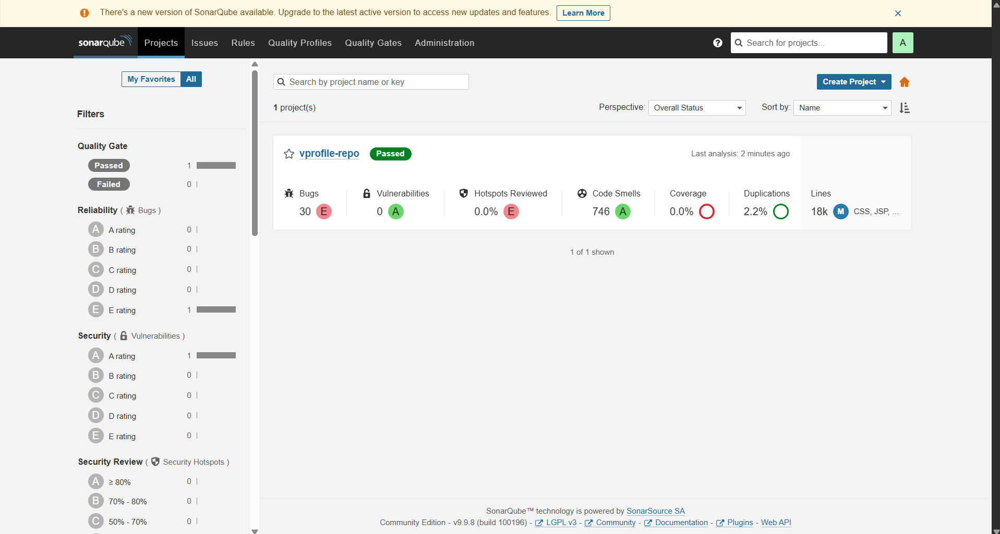 There's a new version of SonarQube available. Upgrade to the latest active version to access new updates and features. Learn More
sonarqube Projects Issues Rules Quality Profiles Quality Gates Administration Search for projects... A
My Favorites All
Filters
Quality Gate
Passed 1
Failed 0
Reliability ( Bugs )
A A rating 0
B B rating 0
C C rating 0
D D rating 0
E E rating 1
Security ( Vulnerabilities )
A A rating 1
B B rating 0
C C rating 0
D D rating 0
E E rating 0
Security Review ( Security Hotspots )
A ≥ 80% 0
B 70% - 80% 0
C 50% - 70% 0
Search by project name or key Create Project
1 project(s) Perspective: Overall Status Sort by: Name
vprofile-repo Passed Last analysis: 2 minutes ago
Bugs Vulnerabilities Hotspots Reviewed Code Smells Coverage Duplications Lines
30 E 0 A 0.0% E 746 A 0.0% 2.2% 18k M CSS, JSP, ...
1 of 1 shown
SonarQube™ technology is powered by SonarSource SA
Community Edition - v9.9.8 (build 100196) - LGPL v3 - Community - Documentation - Plugins - Web API